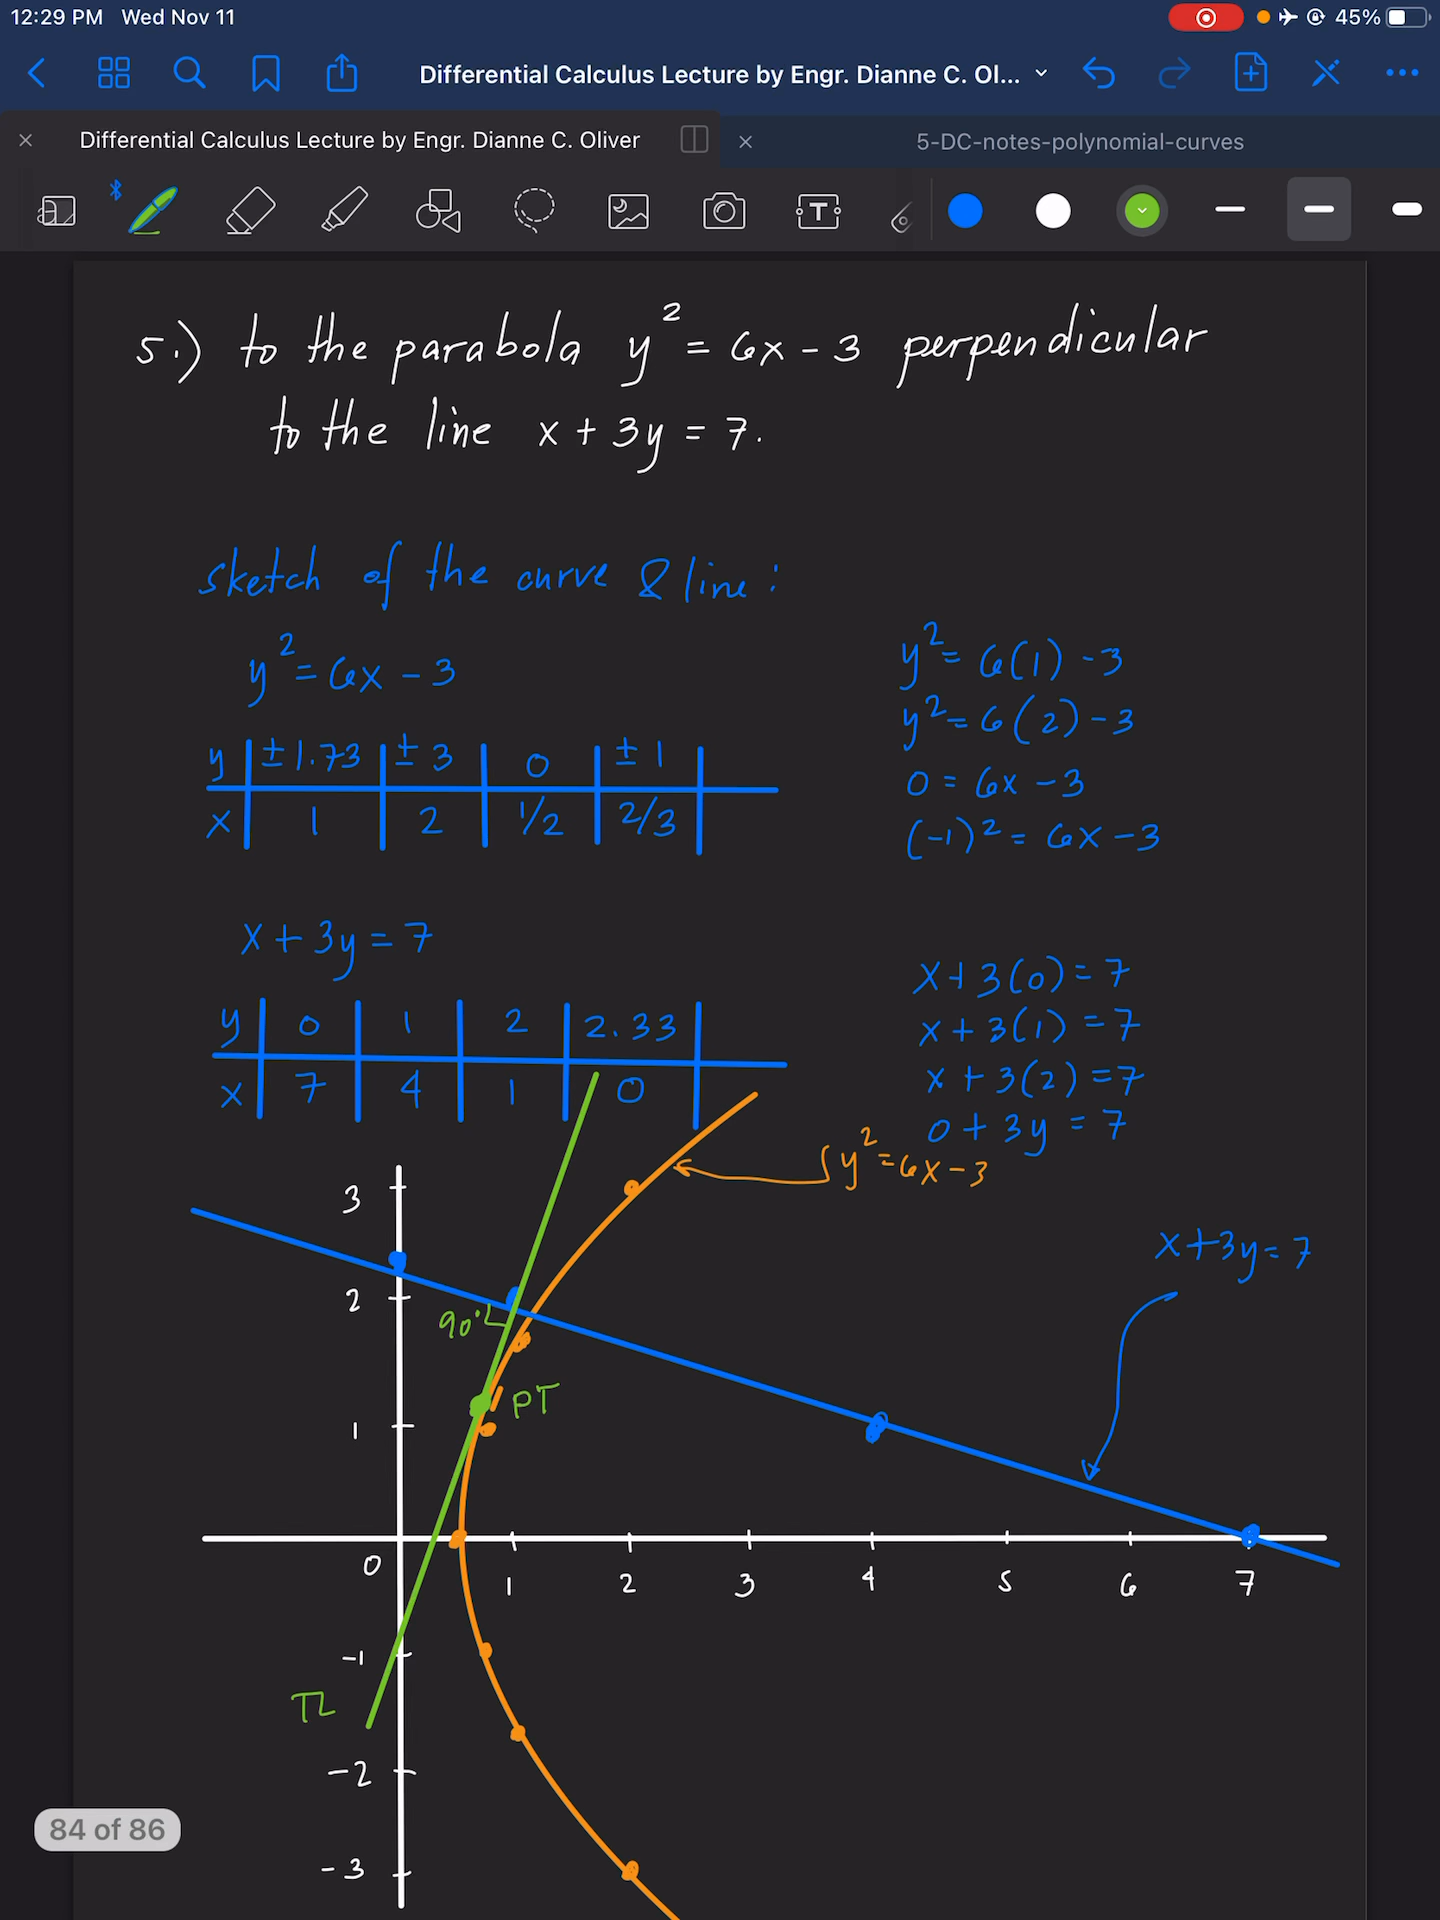 12:29 PM Wed Nov 11
45%
Differential Calculus Lecture by Engr. Dianne C. Ol...
Differential Calculus Lecture by Engr. Dianne C. Oliver
5-DC-notes-polynomial-curves
5.) to the parabola y² = 6x - 3 perpendicular
to the line x + 3y = 7.
sketch of the curve & line:
y² = 6x - 3
y ±1.73 ±3 0 ±1
x 1 2 1/2 2/3
y² = 6(1) - 3
y² = 6(2) - 3
0 = 6x - 3
(-1)² = 6x - 3
x + 3y = 7
y 0 1 2 2.33
x 7 4 1 0
x + 3(0) = 7
x + 3(1) = 7
x + 3(2) = 7
0 + 3y = 7
y² = 6x - 3
x + 3y = 7
3
2
90°
PT
1
0 1 2 3 4 5 6 7
-1
TL
-2
-3
84 of 86